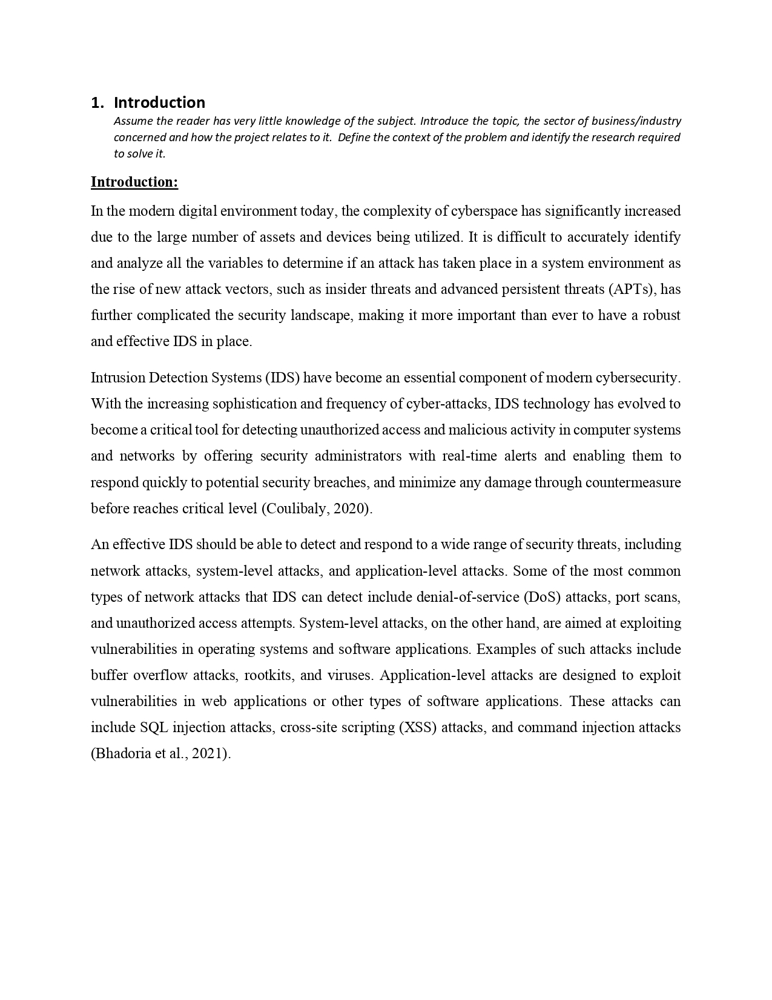 1. Introduction
Assume the reader has very little knowledge of the subject. Introduce the topic, the sector of business/industry
concerned and how the project relates to it.  Define the context of the problem and identify the research required
to solve it.
Introduction:
In the modern digital environment today, the complexity of cyberspace has significantly increased
due to the large number of assets and devices being utilized. It is difficult to accurately identify
and analyze all the variables to determine if an attack has taken place in a system environment as
the rise of new attack vectors, such as insider threats and advanced persistent threats (APTs), has
further complicated the security landscape, making it more important than ever to have a robust
and effective IDS in place.
Intrusion Detection Systems (IDS) have become an essential component of modern cybersecurity.
With the increasing sophistication and frequency of cyber-attacks, IDS technology has evolved to
become a critical tool for detecting unauthorized access and malicious activity in computer systems
and networks by offering security administrators with real-time alerts and enabling them to
respond quickly to potential security breaches, and minimize any damage through countermeasure
before reaches critical level (Coulibaly, 2020).
An effective IDS should be able to detect and respond to a wide range of security threats, including
network attacks, system-level attacks, and application-level attacks. Some of the most common
types of network attacks that IDS can detect include denial-of-service (DoS) attacks, port scans,
and unauthorized access attempts. System-level attacks, on the other hand, are aimed at exploiting
vulnerabilities in operating systems and software applications. Examples of such attacks include
buffer overflow attacks, rootkits, and viruses. Application-level attacks are designed to exploit
vulnerabilities in web applications or other types of software applications. These attacks can
include SQL injection attacks, cross-site scripting (XSS) attacks, and command injection attacks
(Bhadoria et al., 2021).